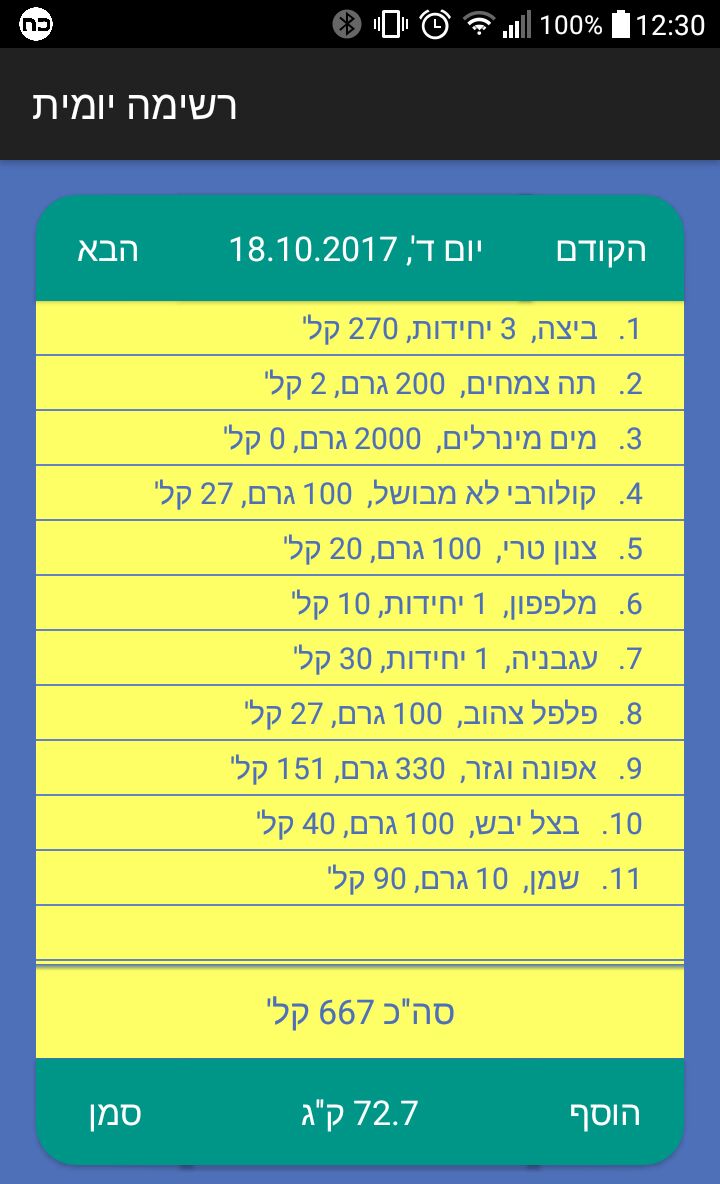 כח 100% 12:30
רשימה יומית
הקודם יום ד', 18.10.2017 הבא
1. ביצה, 3 יחידות, 270 קל'
2. תה צמחים, 200 גרם, 2 קל'
3. מים מינרלים, 2000 גרם, 0 קל'
4. קולורבי לא מבושל, 100 גרם, 27 קל'
5. צנון טרי, 100 גרם, 20 קל'
6. מלפפון, 1 יחידות, 10 קל'
7. עגבניה, 1 יחידות, 30 קל'
8. פלפל צהוב, 100 גרם, 27 קל'
9. אפונה וגזר, 330 גרם, 151 קל'
10. בצל יבש, 100 גרם, 40 קל'
11. שמן, 10 גרם, 90 קל'
סה"כ 667 קל'
הוסף 72.7 ק"ג סמן